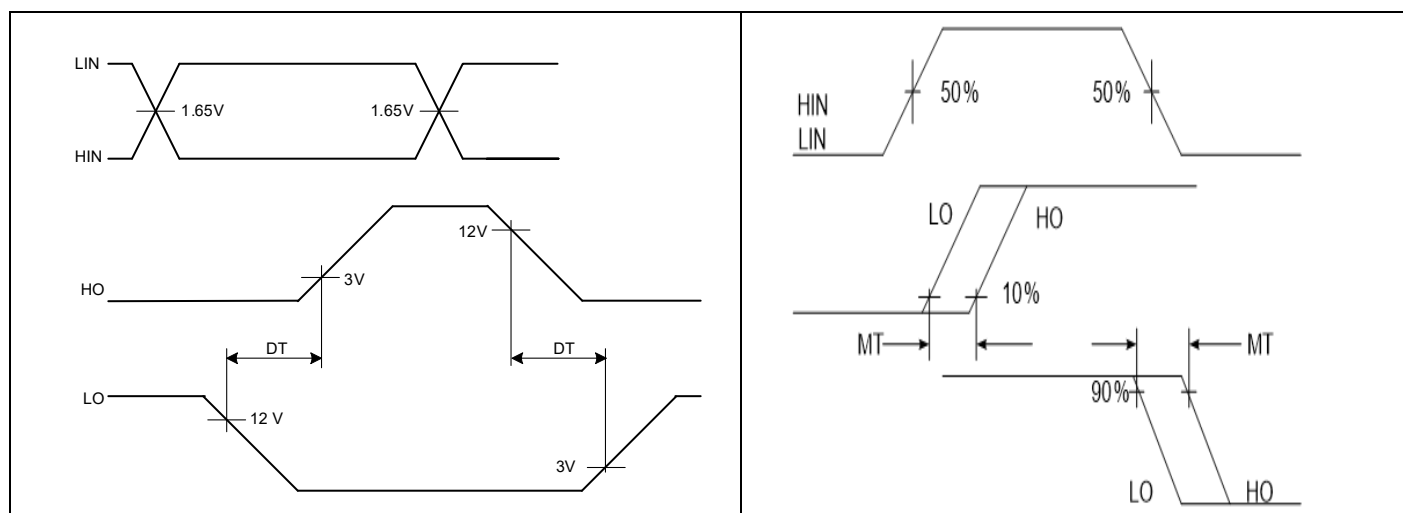 LIN
1.65V
1.65V
HIN
12V
3V
HO
DT
DT
LO
12 V
3V
50%
50%
HIN
LIN
LO
HO
10%
MT
MT
90%
LO
HO